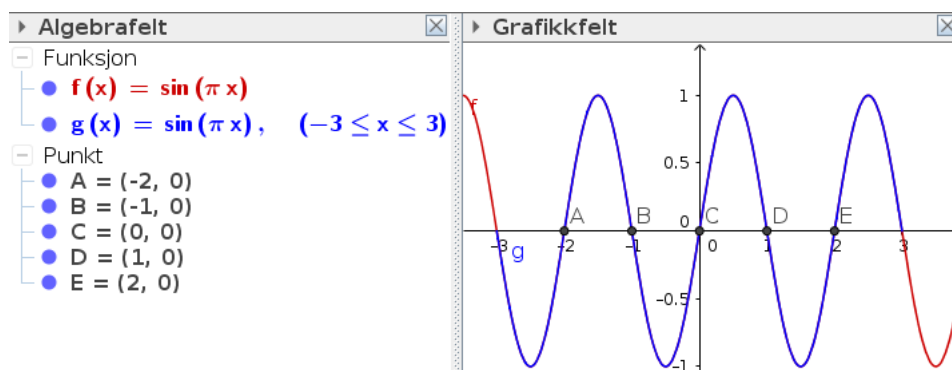 Algebrafelt
Funksjon
f (x) = sin (π x)
g (x) = sin (π x) , (−3 ≤ x ≤ 3)
Punkt
A = (-2, 0)
B = (-1, 0)
C = (0, 0)
D = (1, 0)
E = (2, 0)
Grafikkfelt
f
1
0.5
0
A B C D E
-3 -2 -1 0 1 2 3
g
-0.5
-1